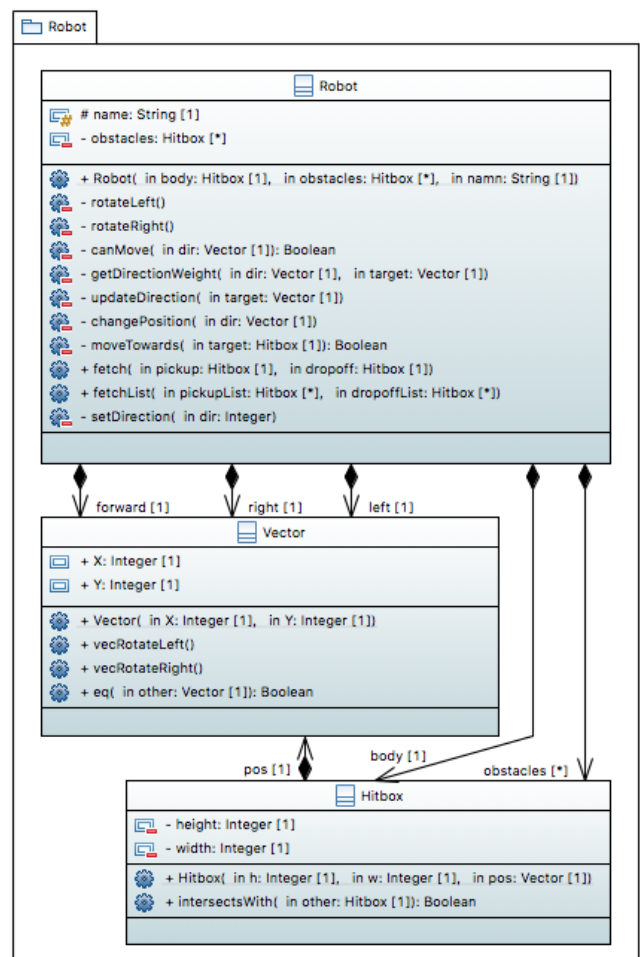 Robot
Robot
# name: String [1]
- obstacles: Hitbox [*]
+ Robot( in body: Hitbox [1], in obstacles: Hitbox [*], in namn: String [1])
- rotateLeft()
- rotateRight()
- canMove( in dir: Vector [1]): Boolean
- getDirectionWeight( in dir: Vector [1], in target: Vector [1])
- updateDirection( in target: Vector [1])
- changePosition( in dir: Vector [1])
- moveTowards( in target: Hitbox [1]): Boolean
+ fetch( in pickup: Hitbox [1], in dropoff: Hitbox [1])
+ fetchList( in pickupList: Hitbox [*], in dropoffList: Hitbox [*])
- setDirection( in dir: Integer)
forward [1] right [1] left [1]
Vector
+ X: Integer [1]
+ Y: Integer [1]
+ Vector( in X: Integer [1], in Y: Integer [1])
+ vecRotateLeft()
+ vecRotateRight()
+ eq( in other: Vector [1]): Boolean
pos [1] body [1] obstacles [*]
Hitbox
- height: Integer [1]
- width: Integer [1]
+ Hitbox( in h: Integer [1], in w: Integer [1], in pos: Vector [1])
+ intersectsWith( in other: Hitbox [1]): Boolean